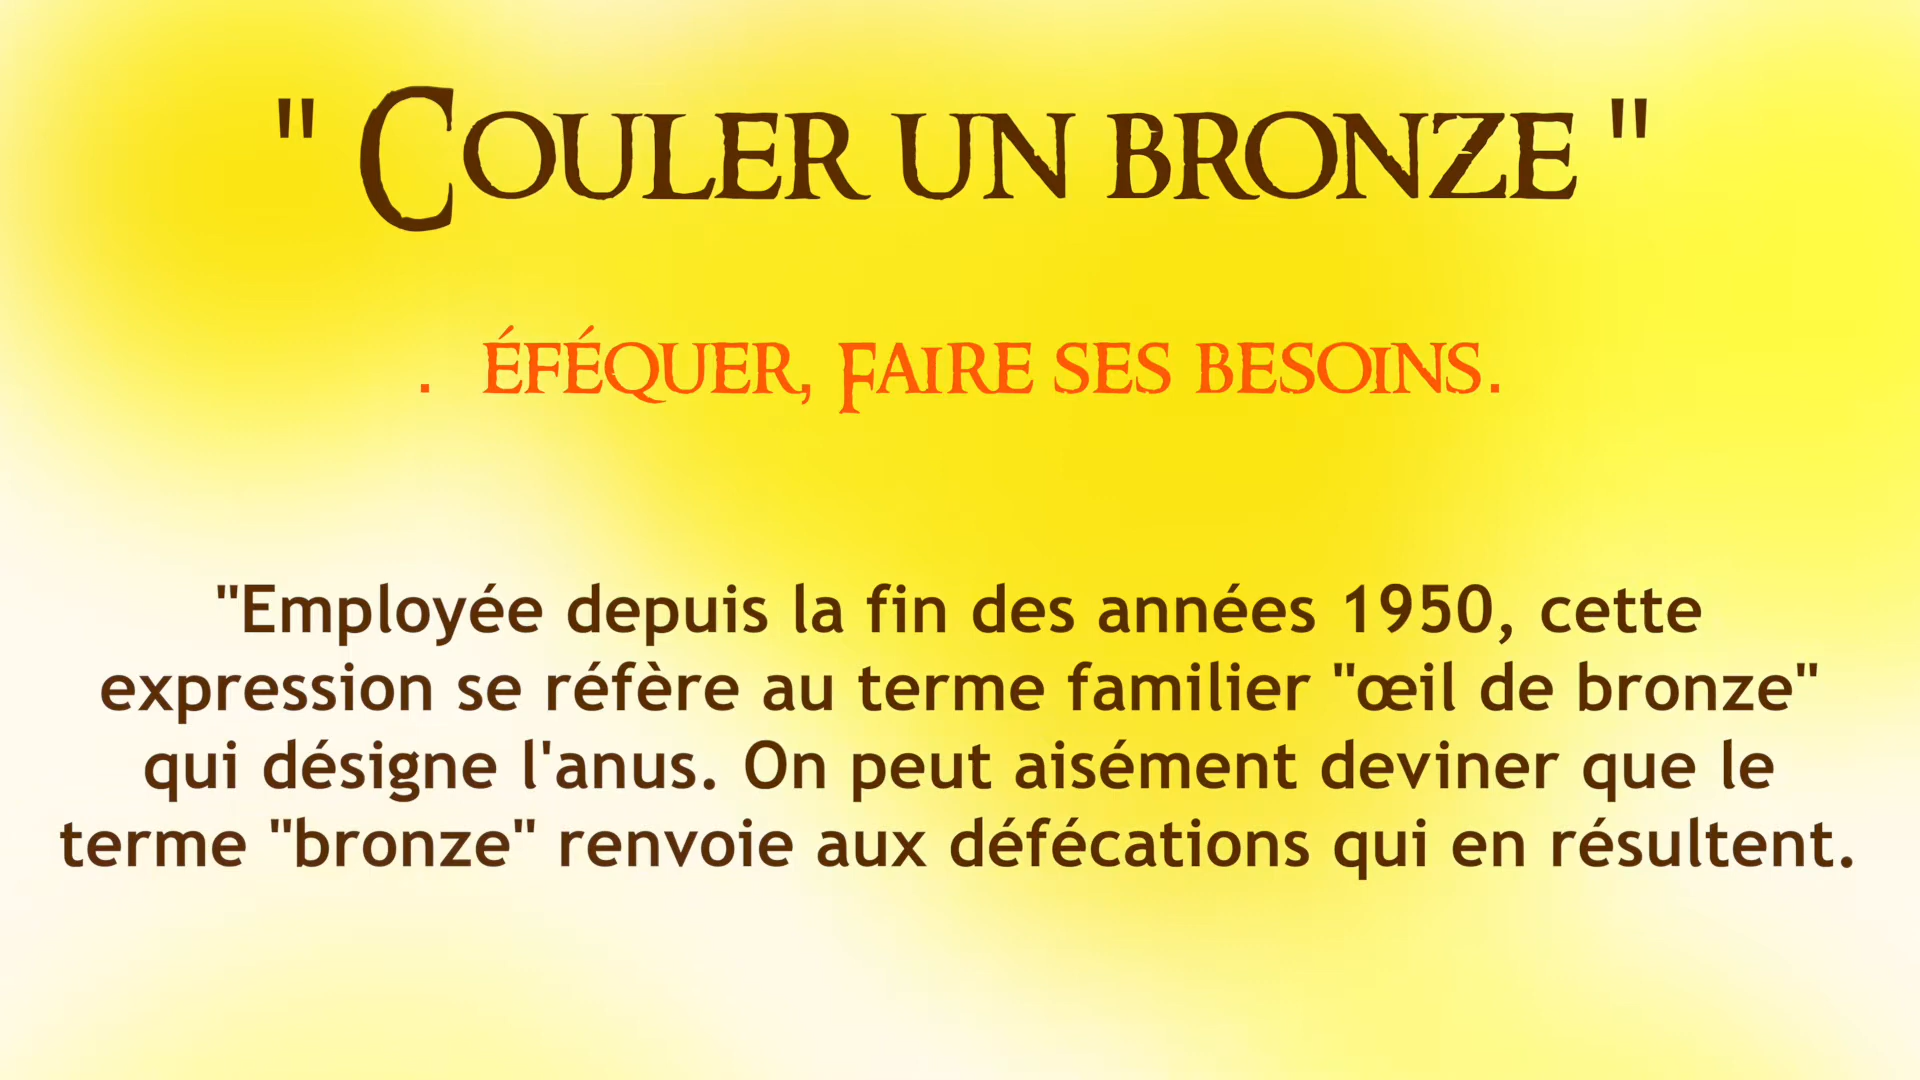 " Couler un bronze "
. éféquer, Faire ses besoins.
"Employée depuis la fin des années 1950, cette
expression se réfère au terme familier "œil de bronze"
qui désigne l'anus. On peut aisément deviner que le
terme "bronze" renvoie aux défécations qui en résultent.